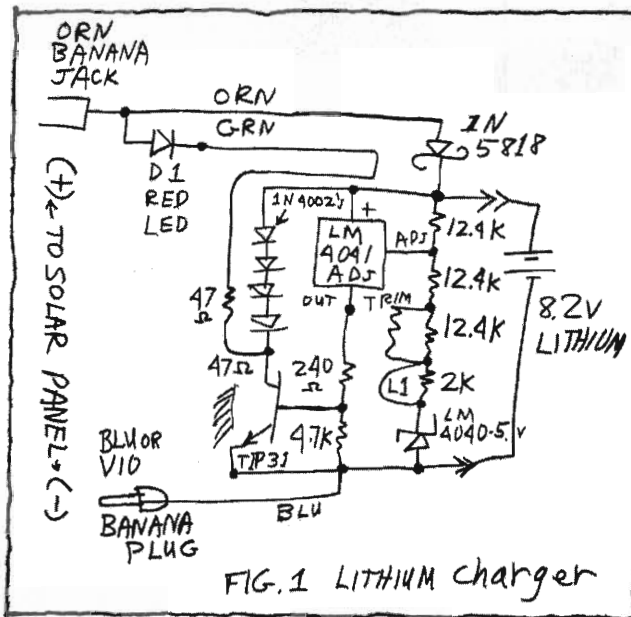 ORN
BANANA
JACK
ORN
GRN
1N
5818
D1
RED
LED
1N4002's
+
LM
4041
ADJ
ADJ
12.4K
12.4K
OUT
TRIM
12.4K
8.2V
LITHIUM
47
Ω
47Ω
240
Ω
L1
2K
LM
4040-5.V
4.7K
TIP31
(+)← TO SOLAR PANEL → (-)
BLU OR
VIO
BANANA
PLUG
BLU
FIG. 1 LITHIUM Charger